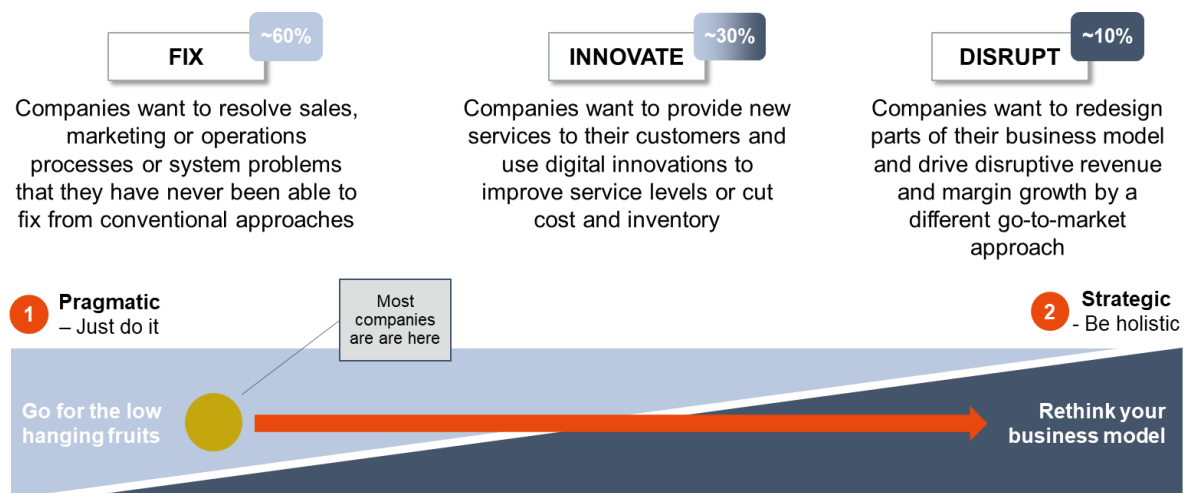 FIX
~60%
Companies want to resolve sales,
marketing or operations
processes or system problems
that they have never been able to
fix from conventional approaches
INNOVATE
~30%
Companies want to provide new
services to their customers and
use digital innovations to
improve service levels or cut
cost and inventory
DISRUPT
~10%
Companies want to redesign
parts of their business model
and drive disruptive revenue
and margin growth by a
different go-to-market
approach
1
Pragmatic
– Just do it
Most
companies
are are here
2
Strategic
- Be holistic
Go for the low
hanging fruits
Rethink your
business model